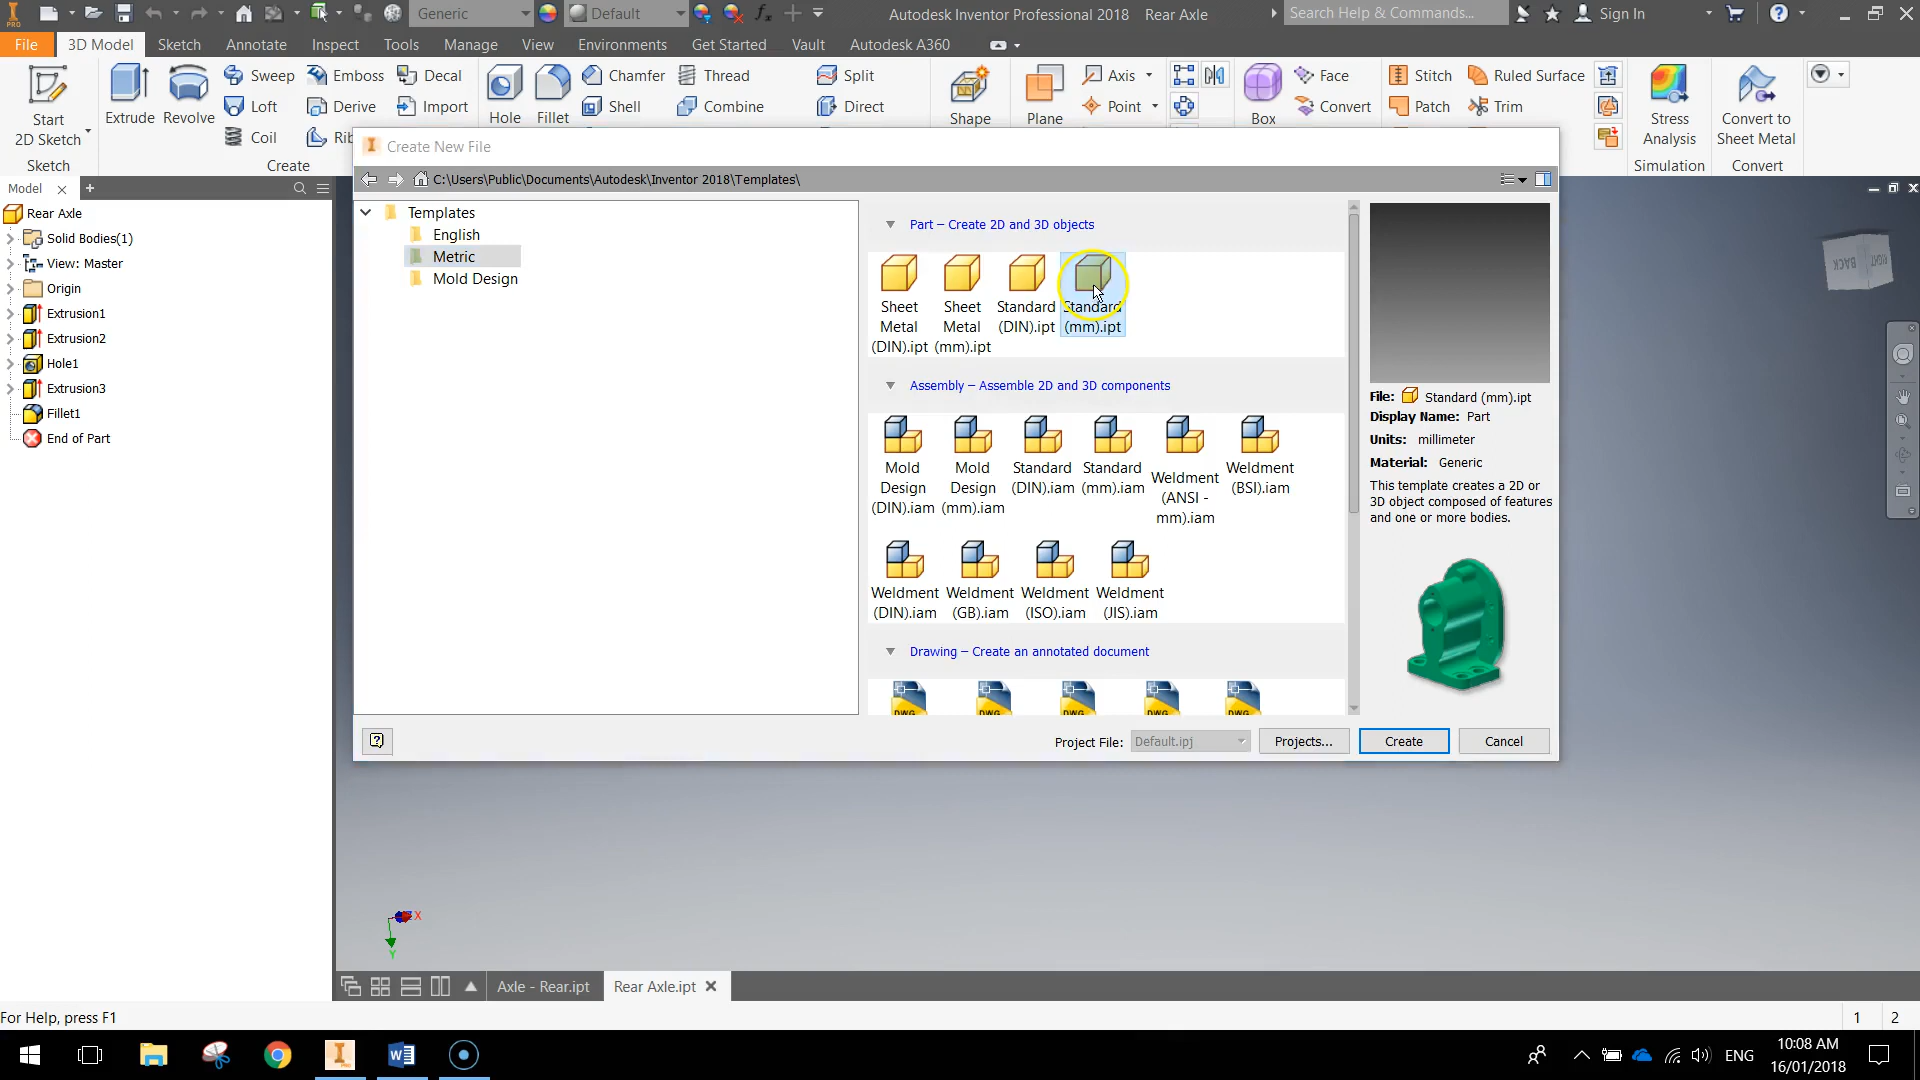 PRO
Generic
Default
Autodesk Inventor Professional 2018 Rear Axle
Search Help & Commands...
Sign In
File
3D Model
Sketch
Annotate
Inspect
Tools
Manage
View
Environments
Get Started
Vault
Autodesk A360
Start
2D Sketch
Sketch
Extrude
Revolve
Sweep
Loft
Coil
Emboss
Derive
Decal
Import
Create
Hole
Fillet
Chamfer
Shell
Thread
Combine
Split
Direct
Shape
Plane
Axis
Point
Box
Face
Convert
Stitch
Patch
Ruled Surface
Trim
Stress
Analysis
Simulation
Convert to
Sheet Metal
Convert
Model
Rear Axle
Solid Bodies(1)
View: Master
Origin
Extrusion1
Extrusion2
Hole1
Extrusion3
Fillet1
End of Part
Create New File
C:\Users\Public\Documents\Autodesk\Inventor 2018\Templates\
Templates
English
Metric
Mold Design
Part – Create 2D and 3D objects
Sheet Metal (DIN).ipt
Sheet Metal (mm).ipt
Standard (DIN).ipt
Standard (mm).ipt
Assembly – Assemble 2D and 3D components
Mold Design (DIN).iam
Mold Design (mm).iam
Standard (DIN).iam
Standard (mm).iam
Weldment (ANSI - mm).iam
Weldment (BSI).iam
Weldment (DIN).iam
Weldment (GB).iam
Weldment (ISO).iam
Weldment (JIS).iam
Drawing – Create an annotated document
DWG DWG DWG DWG DWG
File: Standard (mm).ipt
Display Name: Part
Units: millimeter
Material: Generic
This template creates a 2D or
3D object composed of features
and one or more bodies.
Project File: Default.ipj
Projects...
Create
Cancel
BACK
RIGHT
X
Y
Axle - Rear.ipt
Rear Axle.ipt
For Help, press F1
1 2
ENG
10:08 AM
16/01/2018